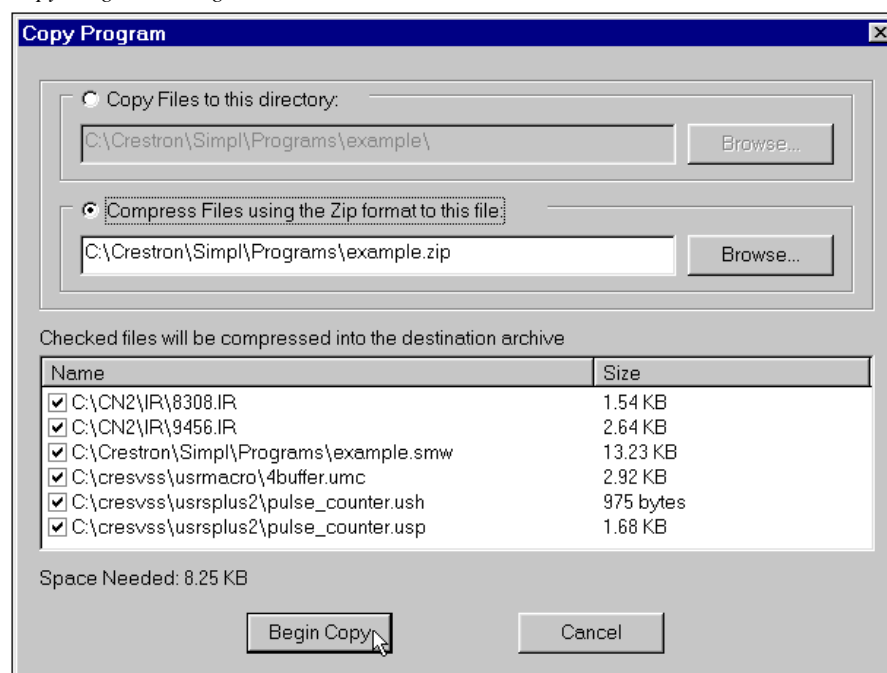 Copy Program
Copy Files to this directory:
C:\Crestron\Simpl\Programs\example\
Browse...
Compress Files using the Zip format to this file:
C:\Crestron\Simpl\Programs\example.zip
Browse...
Checked files will be compressed into the destination archive
Name Size
C:\CN2\IR\8308.IR 1.54 KB
C:\CN2\IR\9456.IR 2.64 KB
C:\Crestron\Simpl\Programs\example.smw 13.23 KB
C:\cresvss\usrmacro\4buffer.umc 2.92 KB
C:\cresvss\usrsplus2\pulse_counter.ush 975 bytes
C:\cresvss\usrsplus2\pulse_counter.usp 1.68 KB
Space Needed: 8.25 KB
Begin Copy Cancel